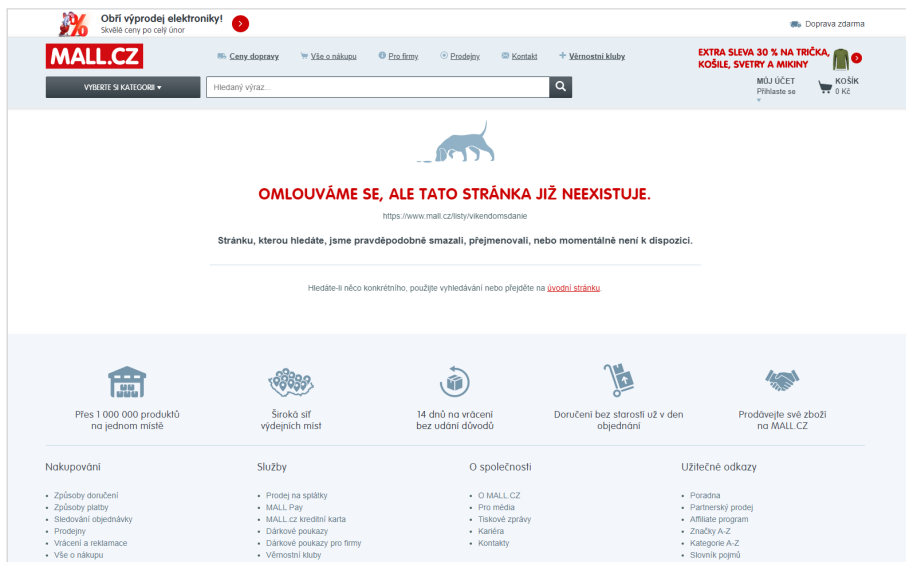 Obří výprodej elektroniky!
Skvělé ceny po celý únor
Doprava zdarma
MALL.CZ
Ceny dopravy
Vše o nákupu
Pro firmy
Prodejny
Kontakt
Věrnostní kluby
EXTRA SLEVA 30 % NA TRIČKA,
KOŠILE, SVETRY A MIKINY
VYBERTE SI KATEGORII
Hledaný výraz...
MŮJ ÚČET
Přihlaste se
KOŠÍK
0 Kč
OMLOUVÁME SE, ALE TATO STRÁNKA JIŽ NEEXISTUJE.
https://www.mall.cz/listy/vikendomsdanie
Stránku, kterou hledáte, jsme pravděpodobně smazali, přejmenovali, nebo momentálně není k dispozici.
Hledáte-li něco konkrétního, použijte vyhledávání nebo přejděte na úvodní stránku.
Přes 1 000 000 produktů
na jednom místě
Široká síť
výdejních míst
14 dnů na vrácení
bez udání důvodů
Doručení bez starostí už v den
objednání
Prodávejte své zboží
na MALL.CZ
Nakupování
Způsoby doručení
Způsoby platby
Sledování objednávky
Prodejny
Vrácení a reklamace
Vše o nákupu
Služby
Prodej na splátky
MALL Pay
MALL.cz kreditní karta
Dárkové poukazy
Dárkové poukazy pro firmy
Věrnostní kluby
O společnosti
O MALL.CZ
Pro média
Tiskové zprávy
Kariéra
Kontakty
Užitečné odkazy
Poradna
Partnerský prodej
Affiliate program
Značky A-Z
Kategorie A-Z
Slovník pojmů